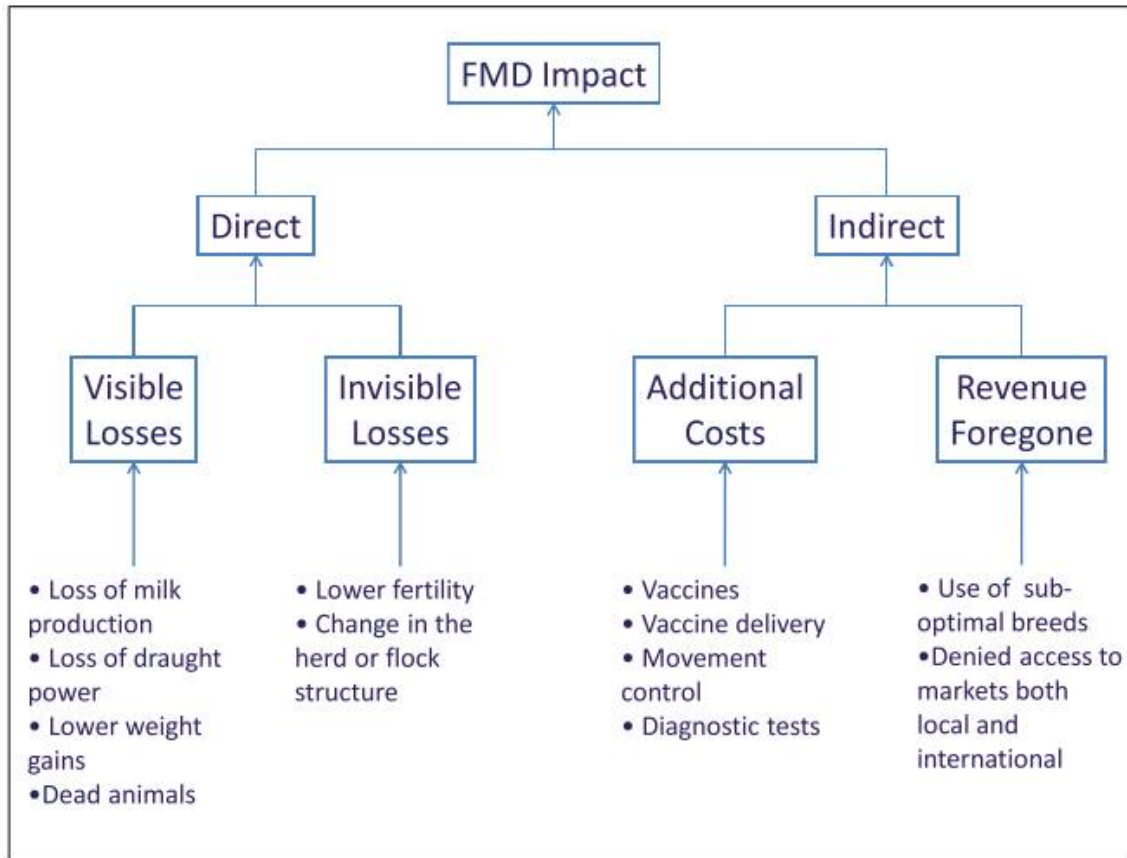 FMD Impact
Direct
Indirect
Visible
Losses
Invisible
Losses
Additional
Costs
Revenue
Foregone
• Loss of milk
production
• Loss of draught
power
• Lower weight
gains
•Dead animals
• Lower fertility
• Change in the
herd or flock
structure
• Vaccines
• Vaccine delivery
• Movement
control
• Diagnostic tests
• Use of  sub-
optimal breeds
•Denied access to
markets both
local and
international